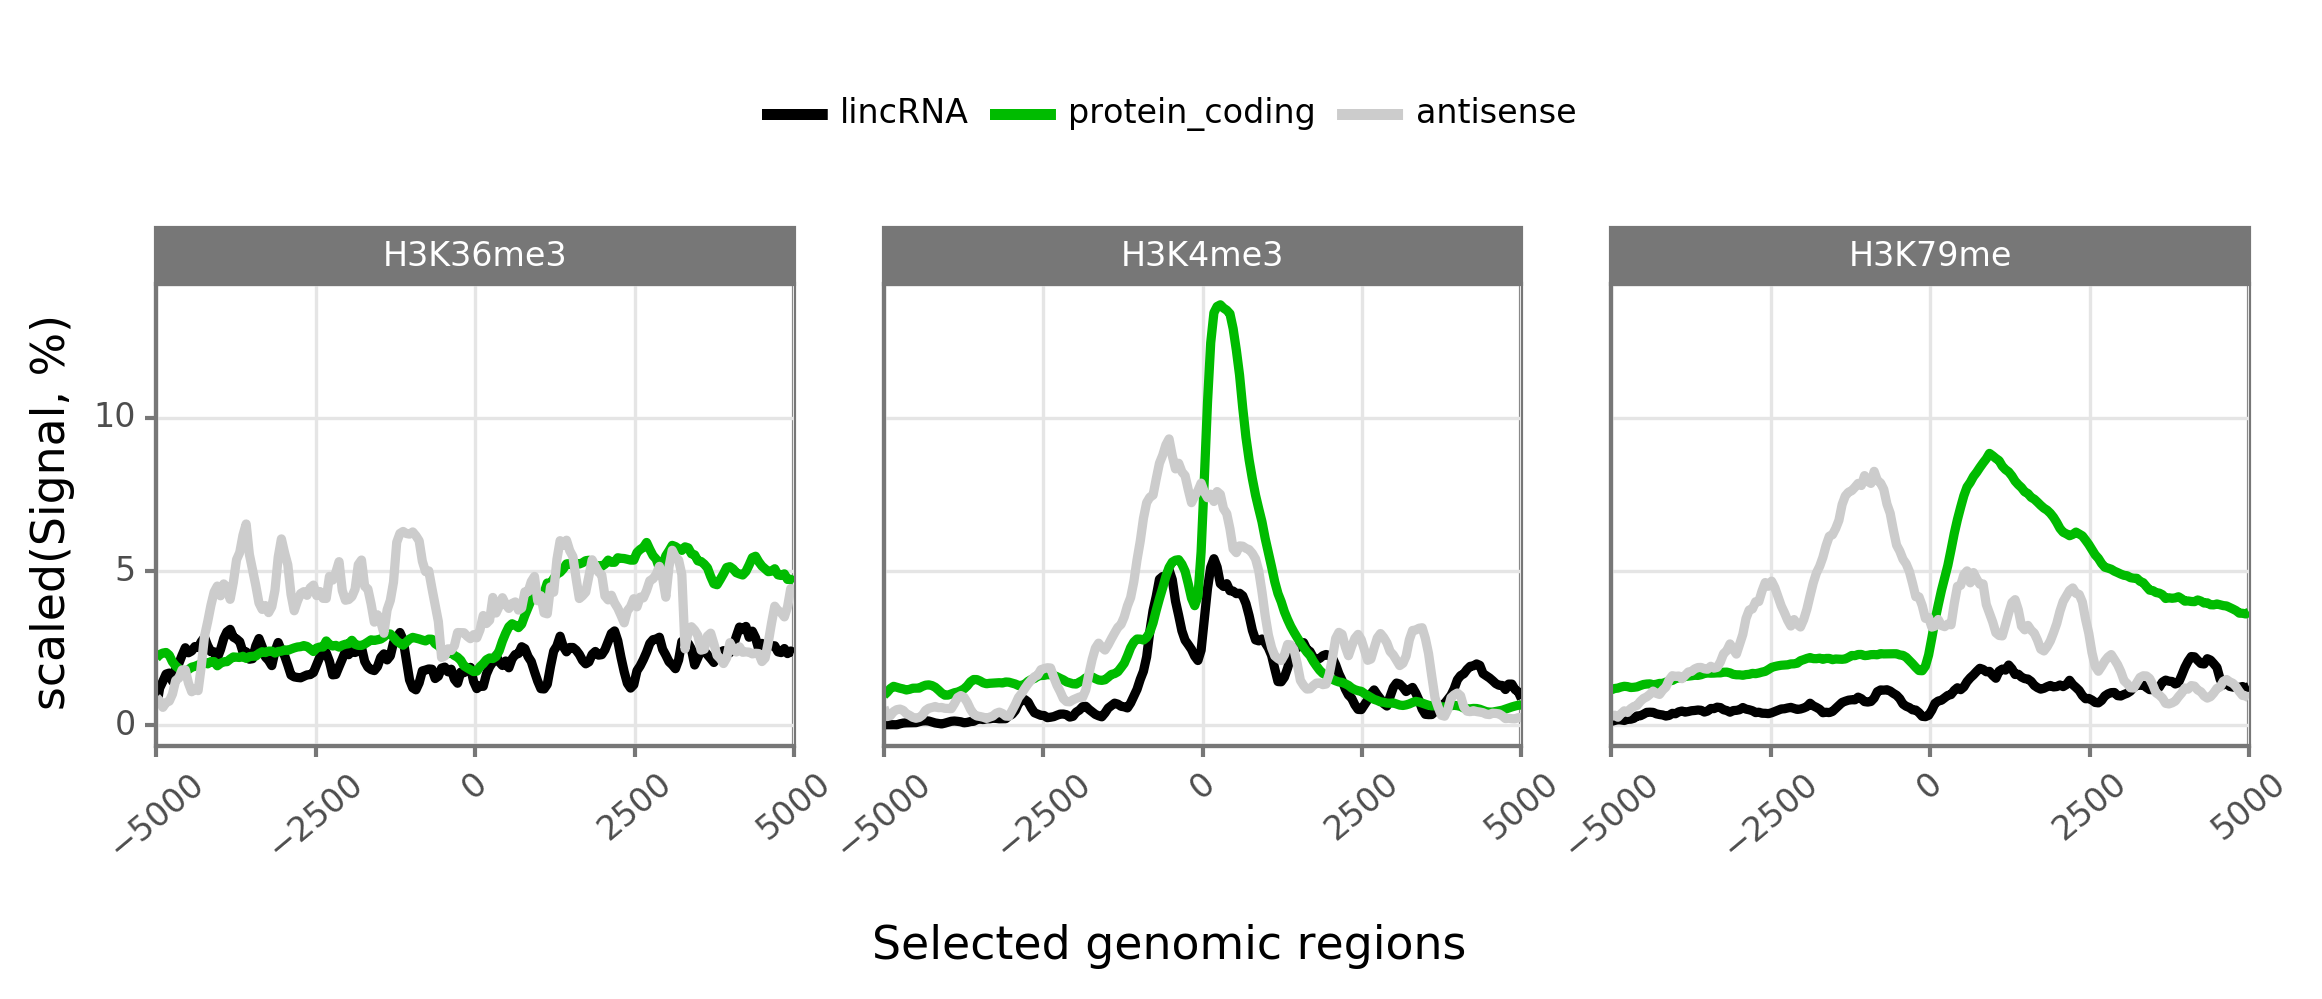 lincRNA protein_coding antisense
H3K36me3 H3K4me3 H3K79me
scaled(Signal, %)
10
5
0
−5000 −2500 0 2500 5000 −5000 −2500 0 2500 5000 −5000 −2500 0 2500 5000
Selected genomic regions